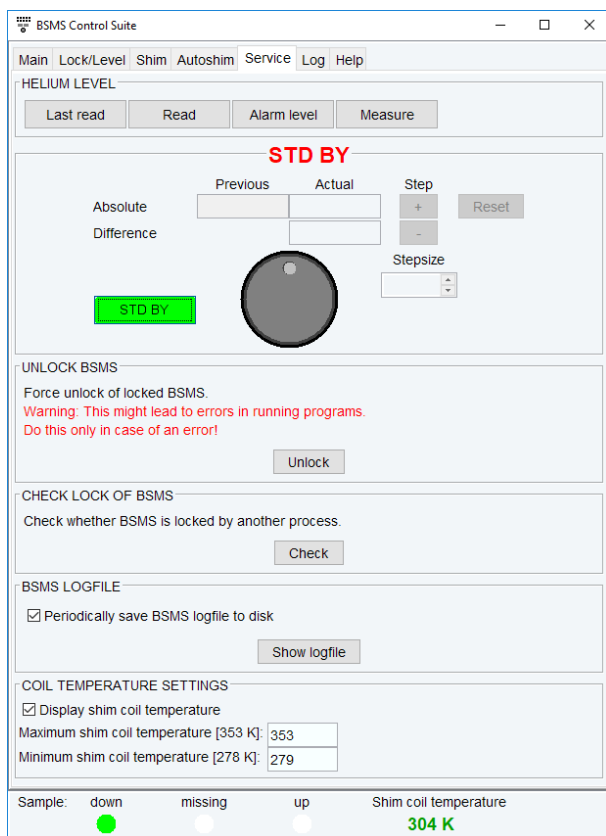 BSMS Control Suite
Main Lock/Level Shim Autoshim Service Log Help
HELIUM LEVEL
Last read Read Alarm level Measure
STD BY
Previous Actual Step
Absolute + Reset
Difference -
Stepsize
STD BY
UNLOCK BSMS
Force unlock of locked BSMS.
Warning: This might lead to errors in running programs.
Do this only in case of an error!
Unlock
CHECK LOCK OF BSMS
Check whether BSMS is locked by another process.
Check
BSMS LOGFILE
Periodically save BSMS logfile to disk
Show logfile
COIL TEMPERATURE SETTINGS
Display shim coil temperature
Maximum shim coil temperature [353 K]: 353
Minimum shim coil temperature [278 K]: 279
Sample: down missing up Shim coil temperature
304 K